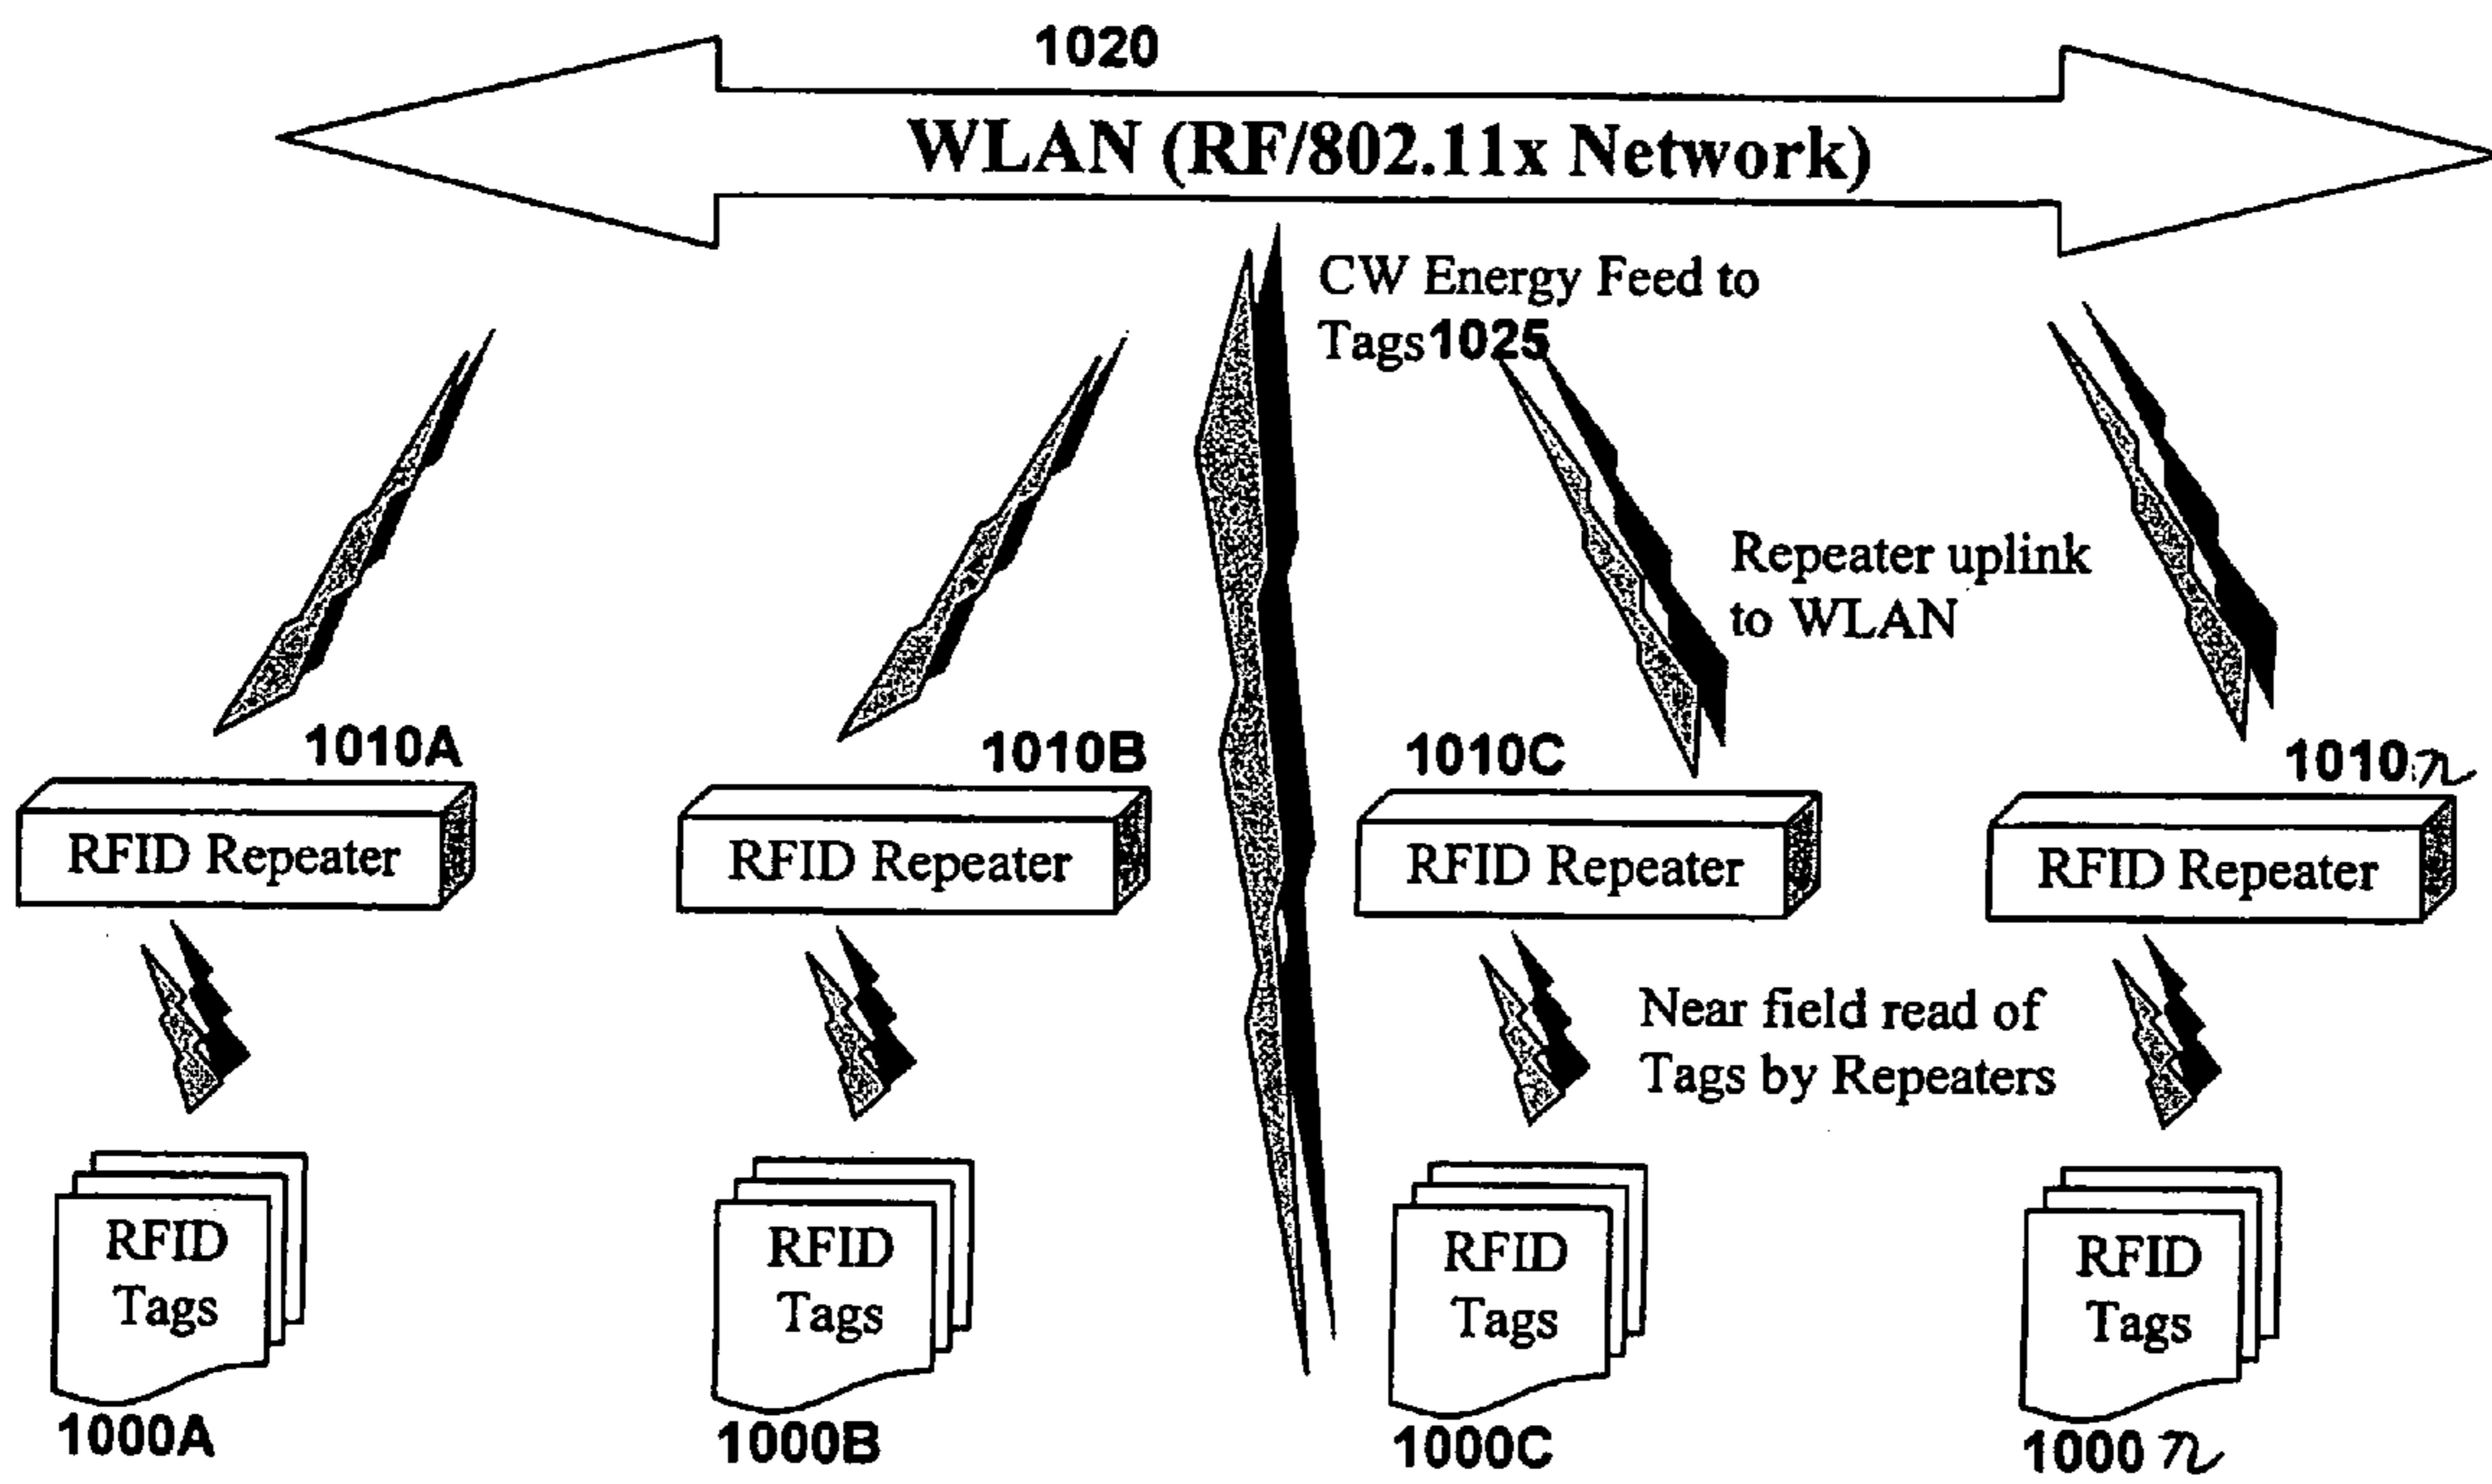 1020
WLAN (RF/802.11x Network)
CW Energy Feed to
Tags 1025
Repeater uplink
to WLAN
1010A
1010B
1010C
1010n
RFID Repeater
RFID Repeater
RFID Repeater
RFID Repeater
Near field read of
Tags by Repeaters
RFID
Tags
RFID
Tags
RFID
Tags
RFID
Tags
1000A
1000B
1000C
1000n